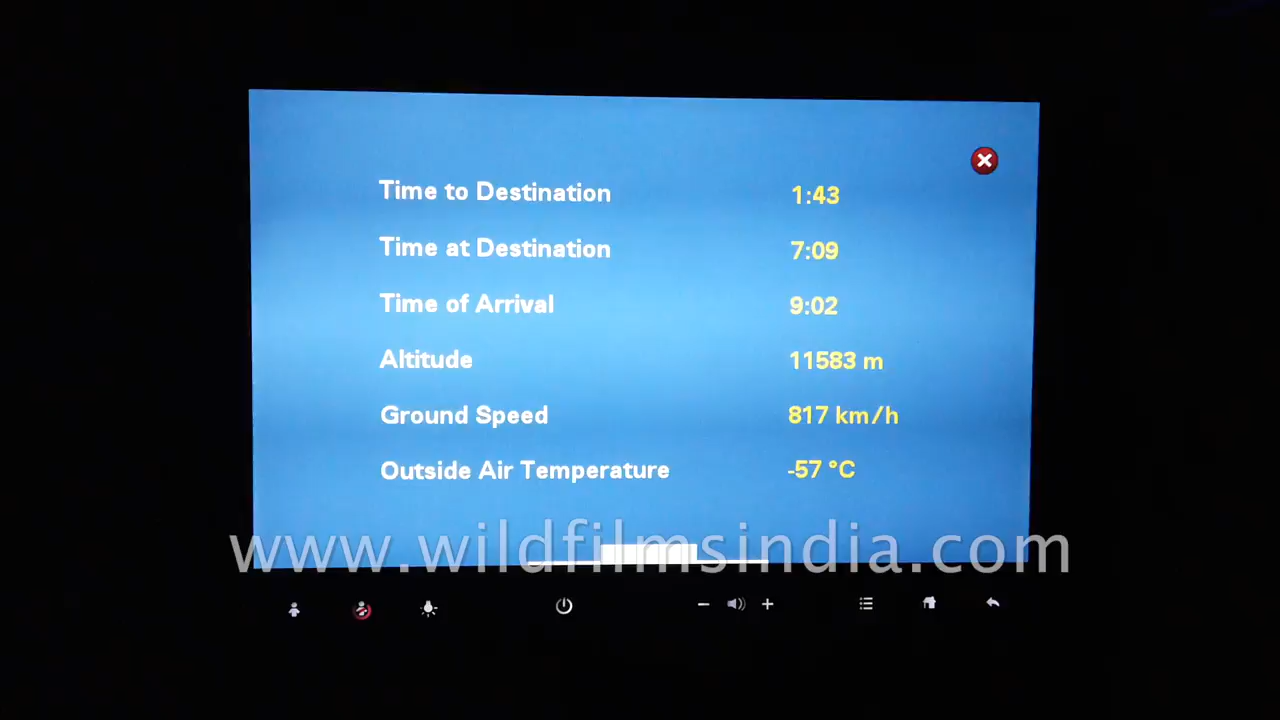 Time to Destination 1:43
Time at Destination 7:09
Time of Arrival 9:02
Altitude 11583 m
Ground Speed 817 km/h
Outside Air Temperature -57 °C
www.wildfilmsindia.com